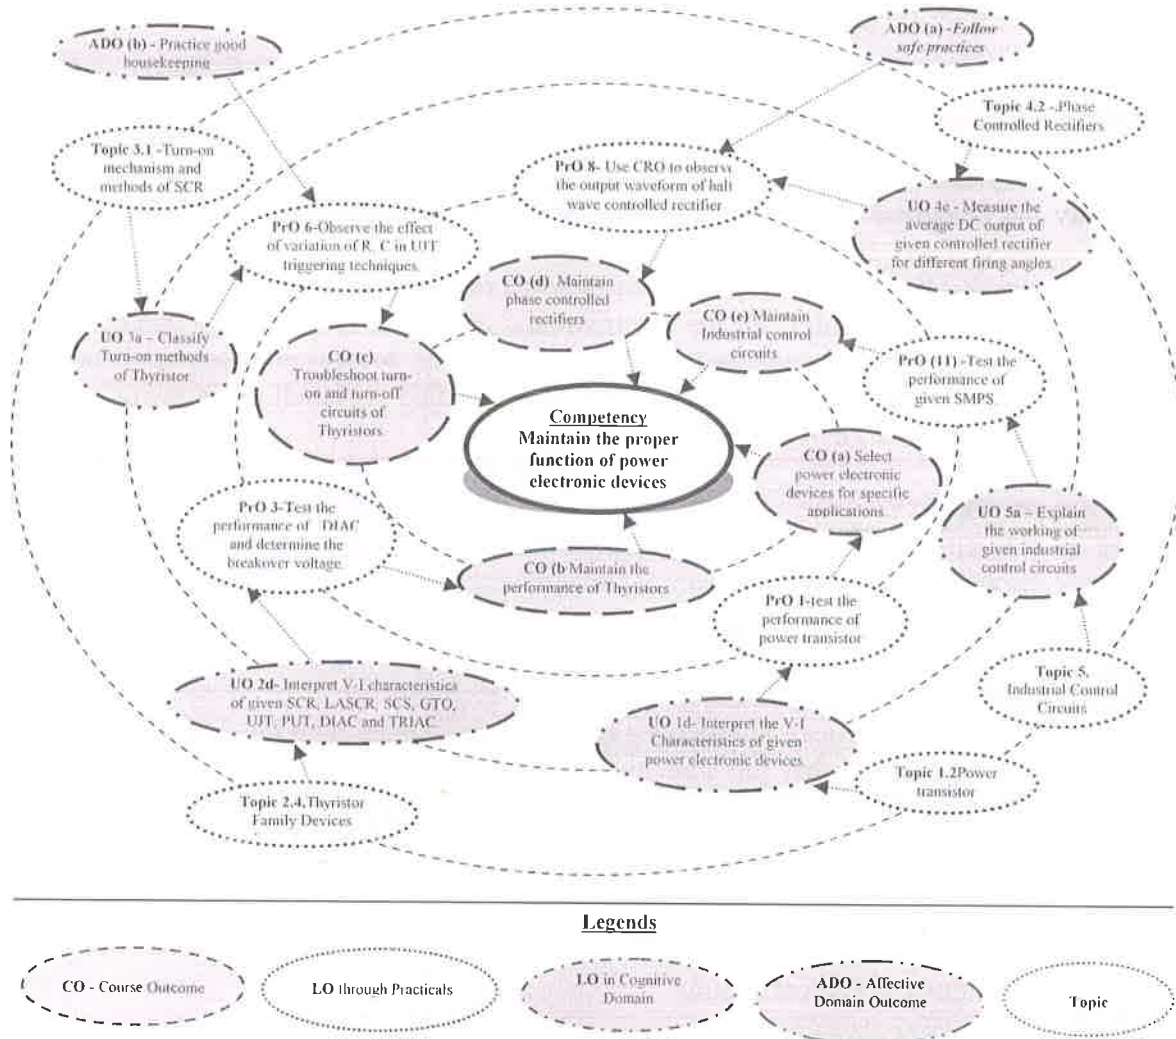 ADO (b) - Practice good
housekeeping
ADO (a) -Follow
safe practices
Topic 3.1 -Turn-on
mechanism and
methods of SCR
Topic 4.2 -.Phase
Controlled Rectifiers
PrO 8- Use CRO to observe
the output waveform of half
wave controlled rectifier
PrO 6-Observe the effect
of variation of R, C in UJT
triggering techniques.
UO 4e - Measure the
average DC output of
given controlled rectifier
for different firing angles.
CO (d) Maintain
phase controlled
rectifiers
CO (e) Maintain
Industrial control
circuits
UO 3a – Classify
Turn-on methods
of Thyristor.
CO (c)
Troubleshoot turn-
on and turn-off
circuits of
Thyristors.
PrO (11) -Test the
performance of
given SMPS.
Competency
Maintain the proper
function of power
electronic devices
CO (a) Select
power electronic
devices for specific
applications.
PrO 3-Test the
performance of DIAC
and determine the
breakover voltage.
UO 5a – Explain
the working of
given industrial
control circuits
CO (b Maintain the
performance of Thyristors
PrO 1-test the
performance of
power transistor
UO 2d- Interpret V-I characteristics
of given SCR, LASCR, SCS, GTO,
UJT, PUT, DIAC and TRIAC.
Topic 5.
Industrial Control
Circuits
UO 1d- Interpret the V-I
Characteristics of given
power electronic devices.
Topic 1.2Power
transistor
Topic 2.4.Thyristor
Family Devices
Legends
CO - Course Outcome
LO through Practicals
LO in Cognitive
Domain
ADO - Affective
Domain Outcome
Topic